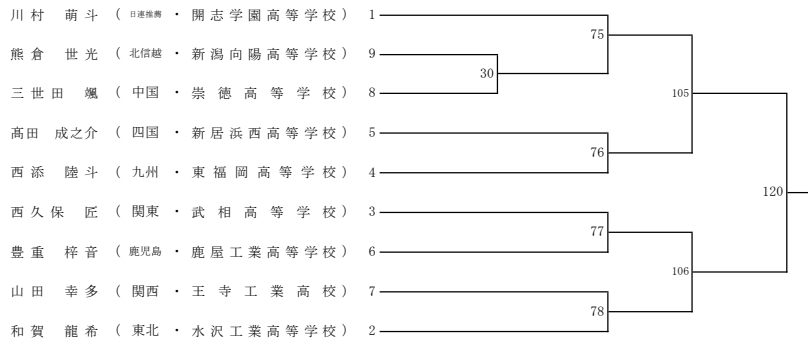 川村 萌斗 ( 日連推薦 ・ 開志学園高等学校 ) 1
熊倉 世光 ( 北信越 ・ 新潟向陽高等学校 ) 9
三世田 颯 ( 中国 ・ 崇徳高等学校 ) 8
髙田 成之介 ( 四国 ・ 新居浜西高等学校 ) 5
西添 陸斗 ( 九州 ・ 東福岡高等学校 ) 4
西久保 匠 ( 関東 ・ 武相高等学校 ) 3
豊重 梓音 ( 鹿児島 ・ 鹿屋工業高等学校 ) 6
山田 幸多 ( 関西 ・ 王寺工業高校 ) 7
和賀 龍希 ( 東北 ・ 水沢工業高等学校 ) 2
30
75
76
77
78
105
106
120